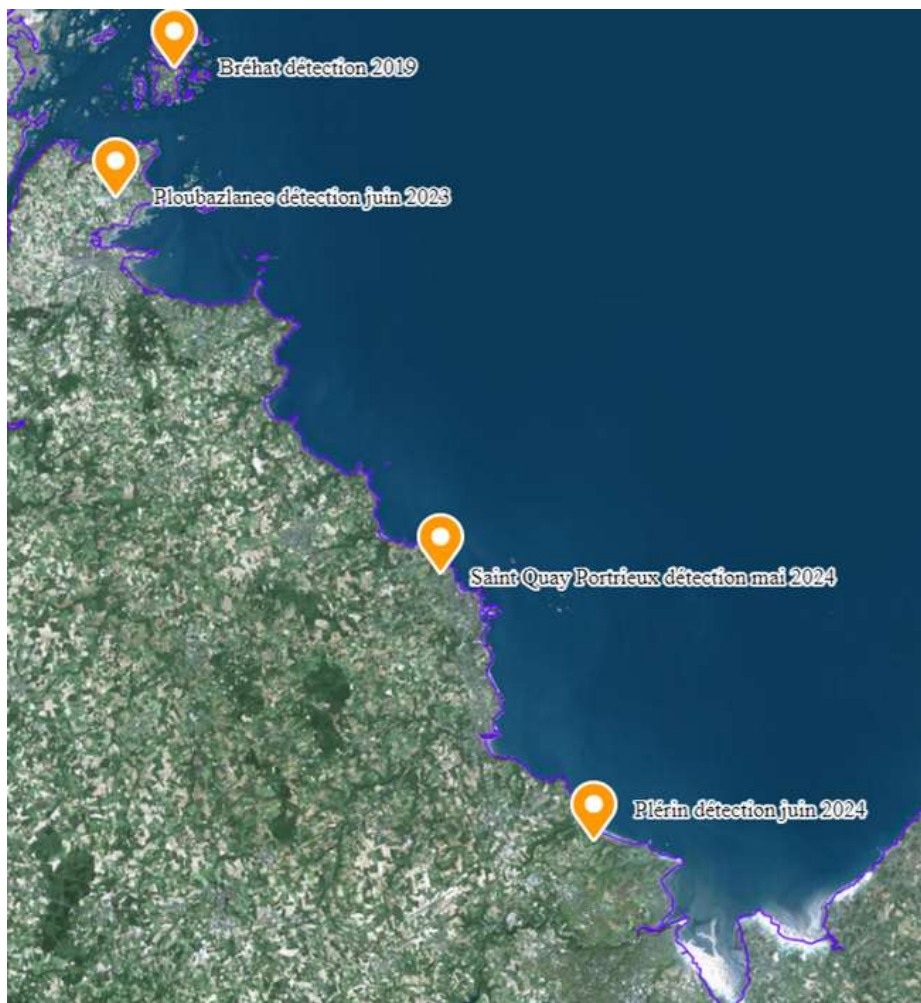 Bréhat détection 2019
Ploubazlanec détection juin 2023
Saint Quay Portrieux détection mai 2024
Plérin détection juin 2024